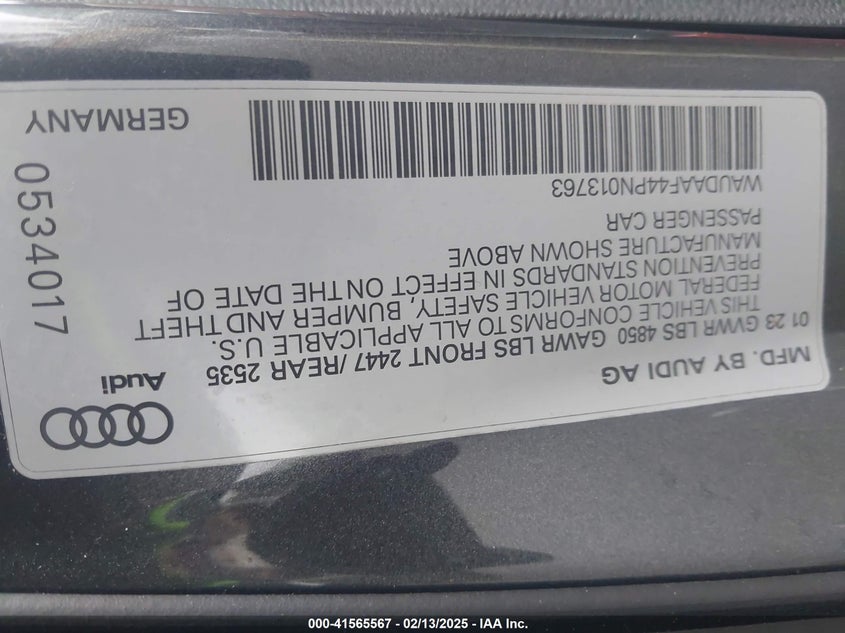 Audi
MFD. BY AUDI AG
01 23 GVWR LBS 4850 GAWR LBS FRONT 2447 /REAR 2535
THIS VEHICLE CONFORMS TO ALL APPLICABLE U.S.
FEDERAL MOTOR VEHICLE SAFETY, BUMPER AND THEFT
PREVENTION STANDARDS IN EFFECT ON THE DATE OF
MANUFACTURE SHOWN ABOVE
PASSENGER CAR
WAUDAAF44PN013763
GERMANY
0534017
000-41565567 - 02/13/2025 - IAA Inc.